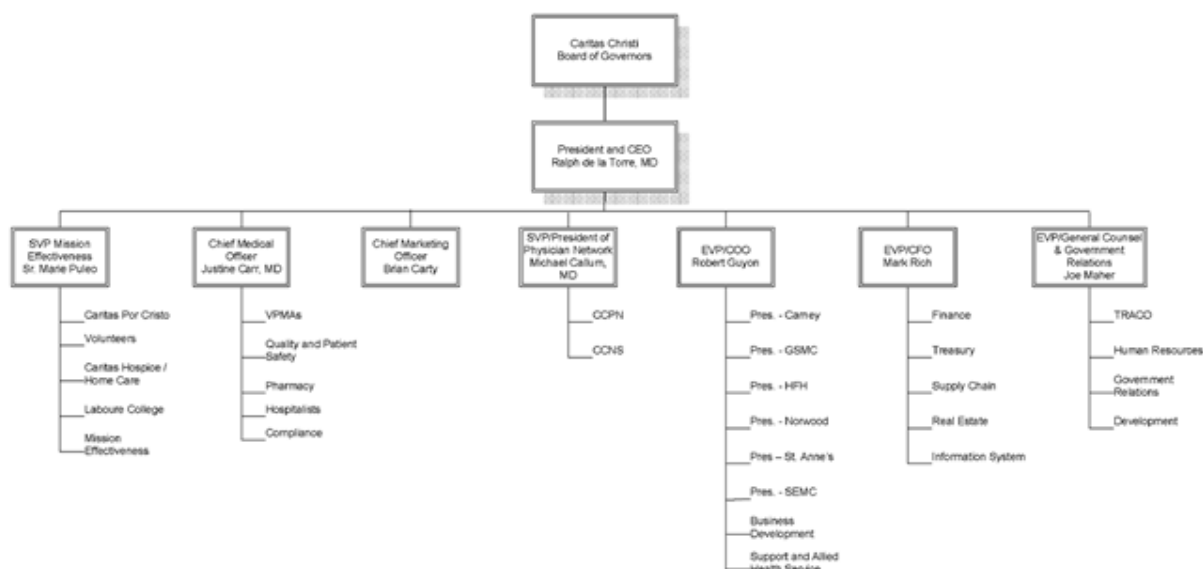 Caritas Christi
Board of Governors
President and CEO
Ralph de la Torre, MD
SVP Mission
Effectiveness
Sr. Marie Puleo
Chief Medical
Officer
Justine Carr, MD
Chief Marketing
Officer
Brian Carty
SVP/President of
Physician Network
Michael Callum,
MD
EVP/COO
Robert Guyon
EVP/CFO
Mark Rich
EVP/General Counsel
& Government
Relations
Joe Maher
Caritas Por Cristo
Volunteers
Caritas Hospice /
Home Care
Laboure College
Mission
Effectiveness
VPMAs
Quality and Patient
Safety
Pharmacy
Hospitalists
Compliance
CCPN
CCNS
Pres. - Carney
Pres. - GSMC
Pres. - HFH
Pres. - Norwood
Pres – St. Anne's
Pres. - SEMC
Business
Development
Support and Allied
Health Service
Finance
Treasury
Supply Chain
Real Estate
Information System
TRACO
Human Resources
Government
Relations
Development